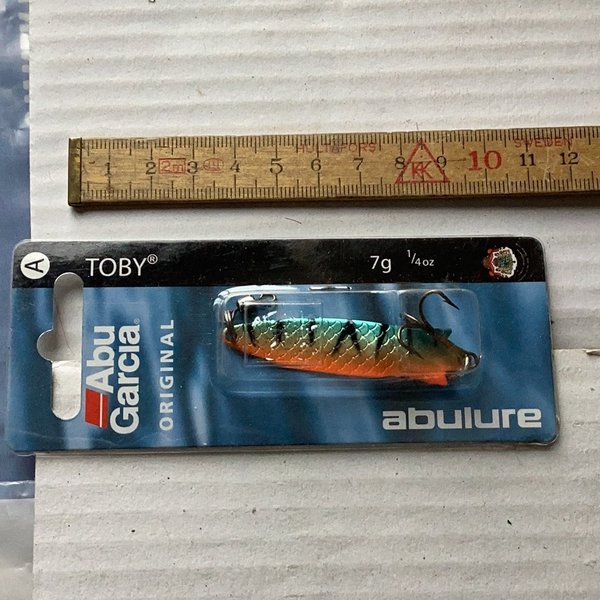 HULTAFORS SWEDEN
1 2 2m 3 4 5 6 7 8 9 10 11 12
A TOBY® 7g 1/4oz
Abu
Garcia®
ORIGINAL
abulure